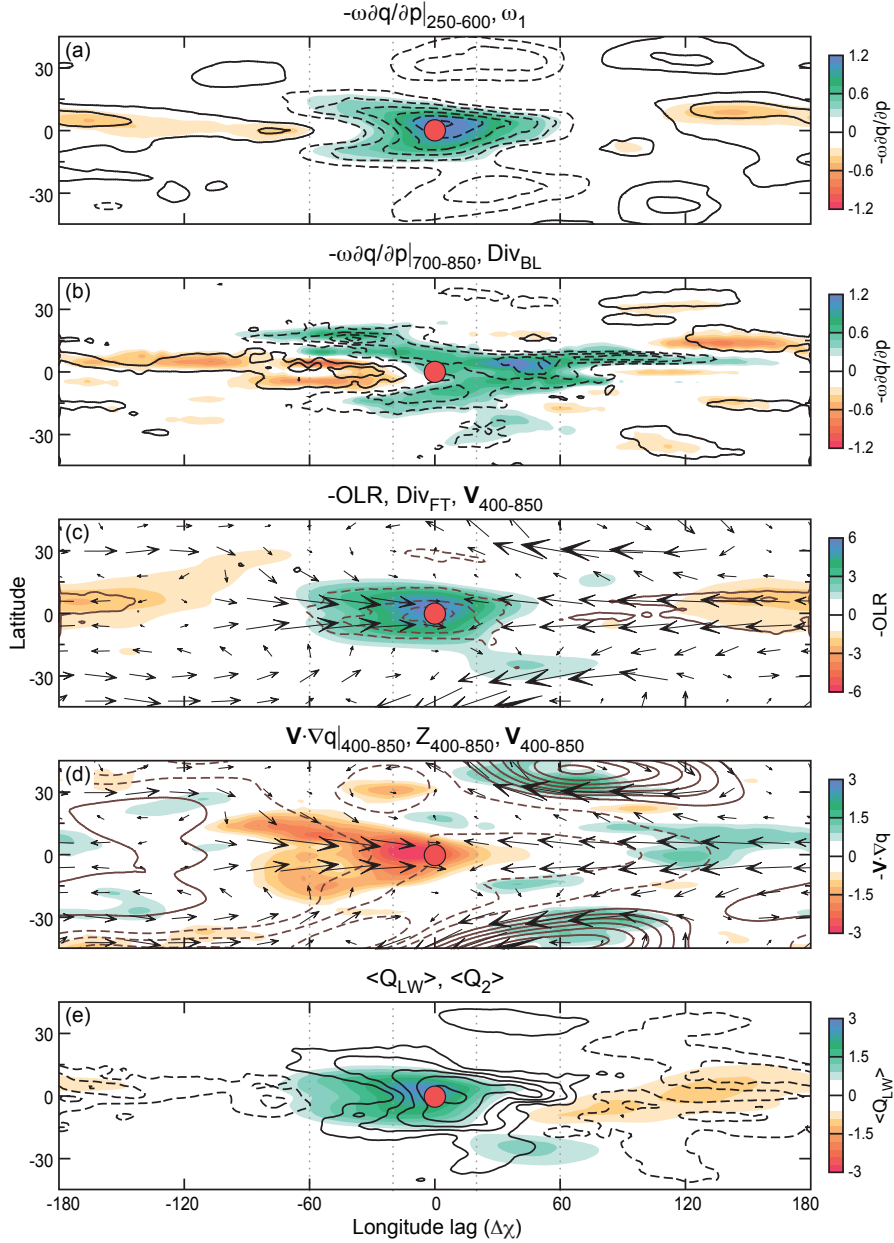 -ω∂q/∂p|250-600, ω1
(a)
30
0
-30
1.2
0.6
0
-0.6
-1.2
-ω∂q/∂p
-ω∂q/∂p|700-850, DivBL
(b)
30
0
-30
1.2
0.6
0
-0.6
-1.2
-ω∂q/∂p
-OLR, DivFT, V400-850
(c)
30
0
-30
Latitude
6
3
0
-3
-6
-OLR
V·∇q|400-850, Z400-850, V400-850
(d)
30
0
-30
3
1.5
0
-1.5
-3
-V·∇q
<QLW>, <Q2>
(e)
30
0
-30
3
1.5
0
-1.5
-3
<QLW>
-180 -120 -60 0 60 120 180
Longitude lag (Δχ)